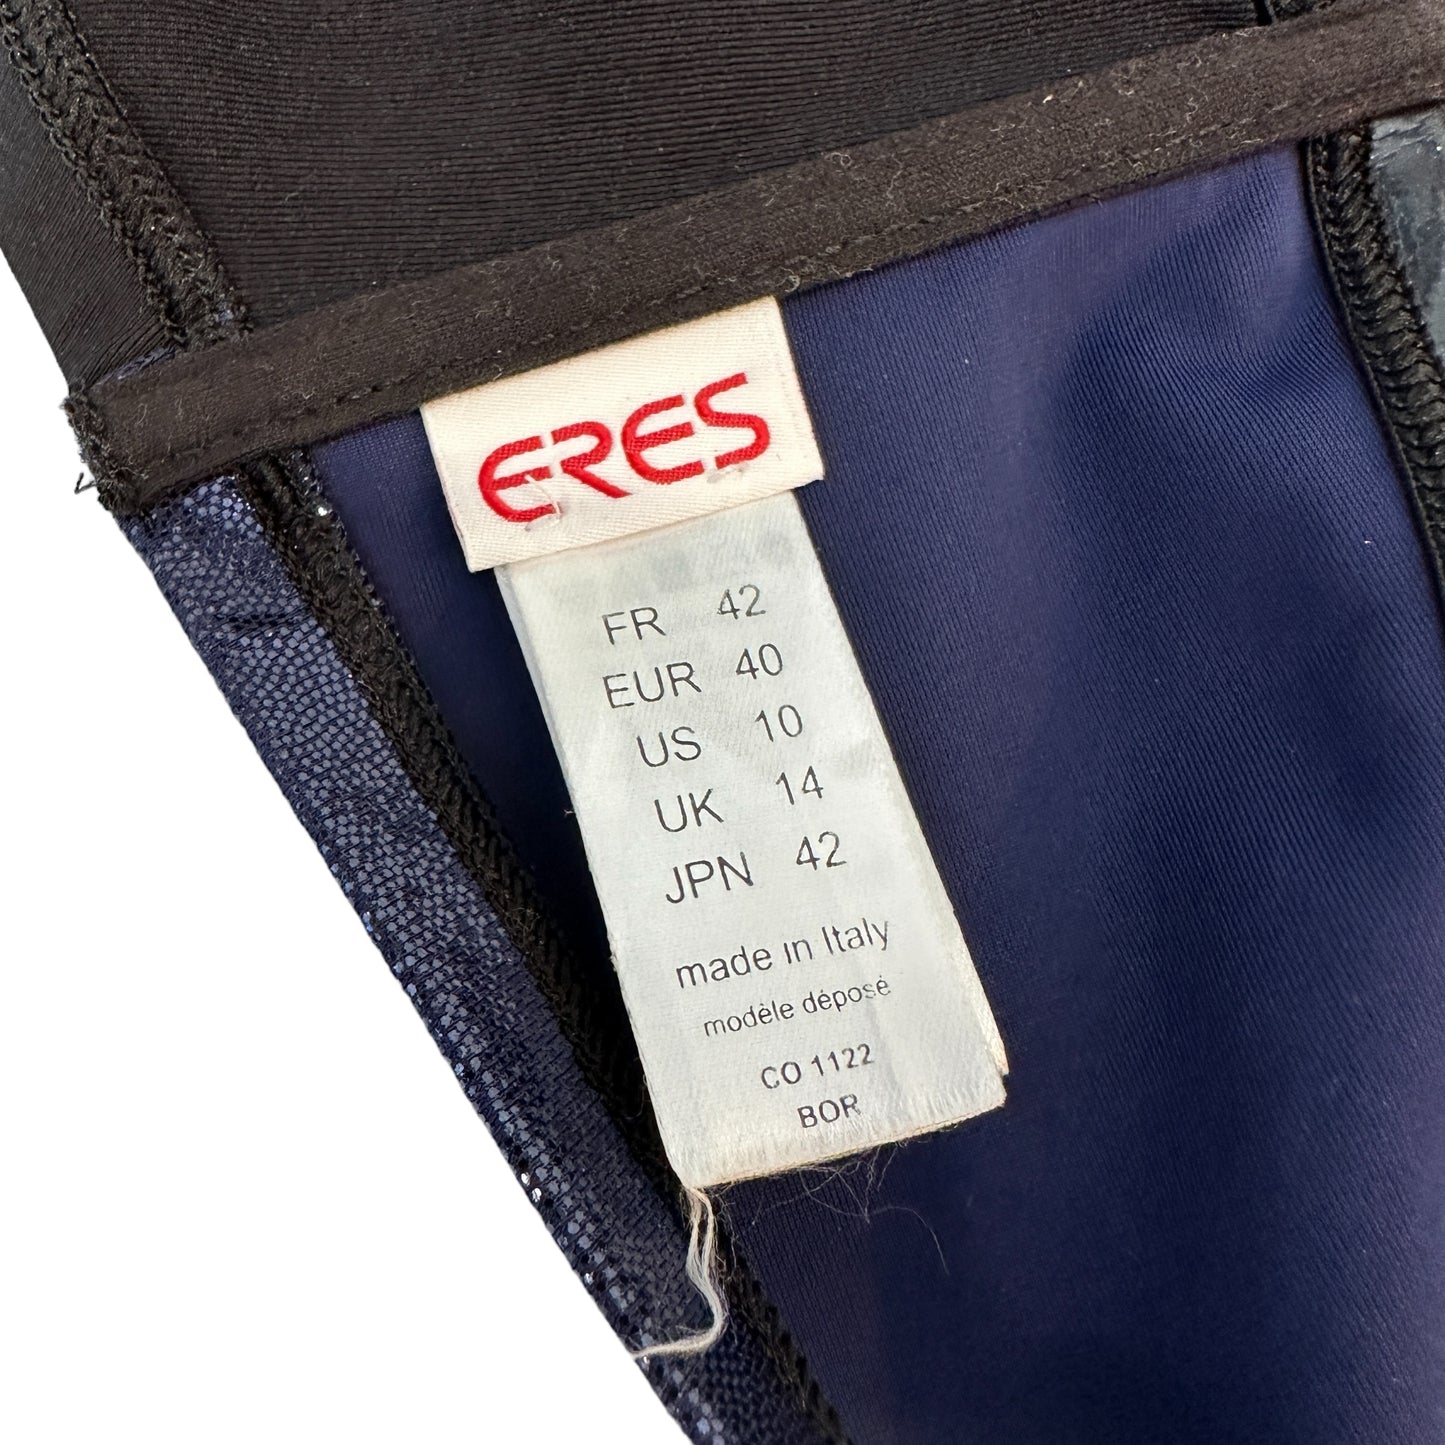 ERES
FR 42
EUR 40
US 10
UK 14
JPN 42
made in Italy
modèle déposé
CO 1122
BOR